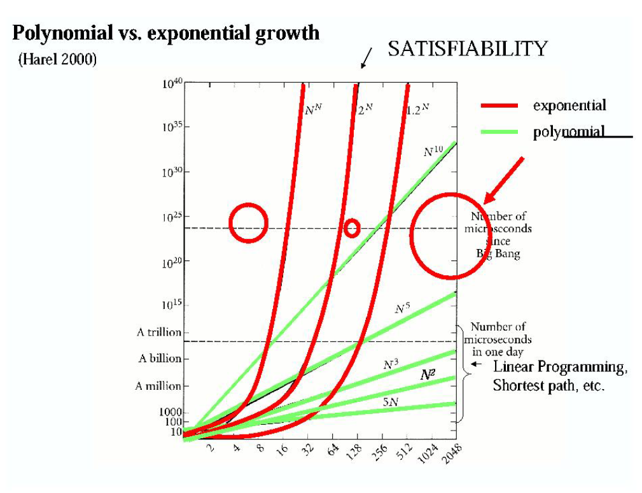 Polynomial vs. exponential growth
(Harel 2000)
SATISFIABILITY
exponential
polynomial
10^40
10^35
10^30
10^25
10^20
10^15
A trillion
A billion
A million
1000
100
10
N^N
2^N
1.2^N
N^10
N^5
N^3
N^2
5N
Number of
microseconds
since
Big Bang
Number of
microseconds
in one day
Linear Programming,
Shortest path, etc.
2 4 8 16 32 64 128 256 512 1024 2048